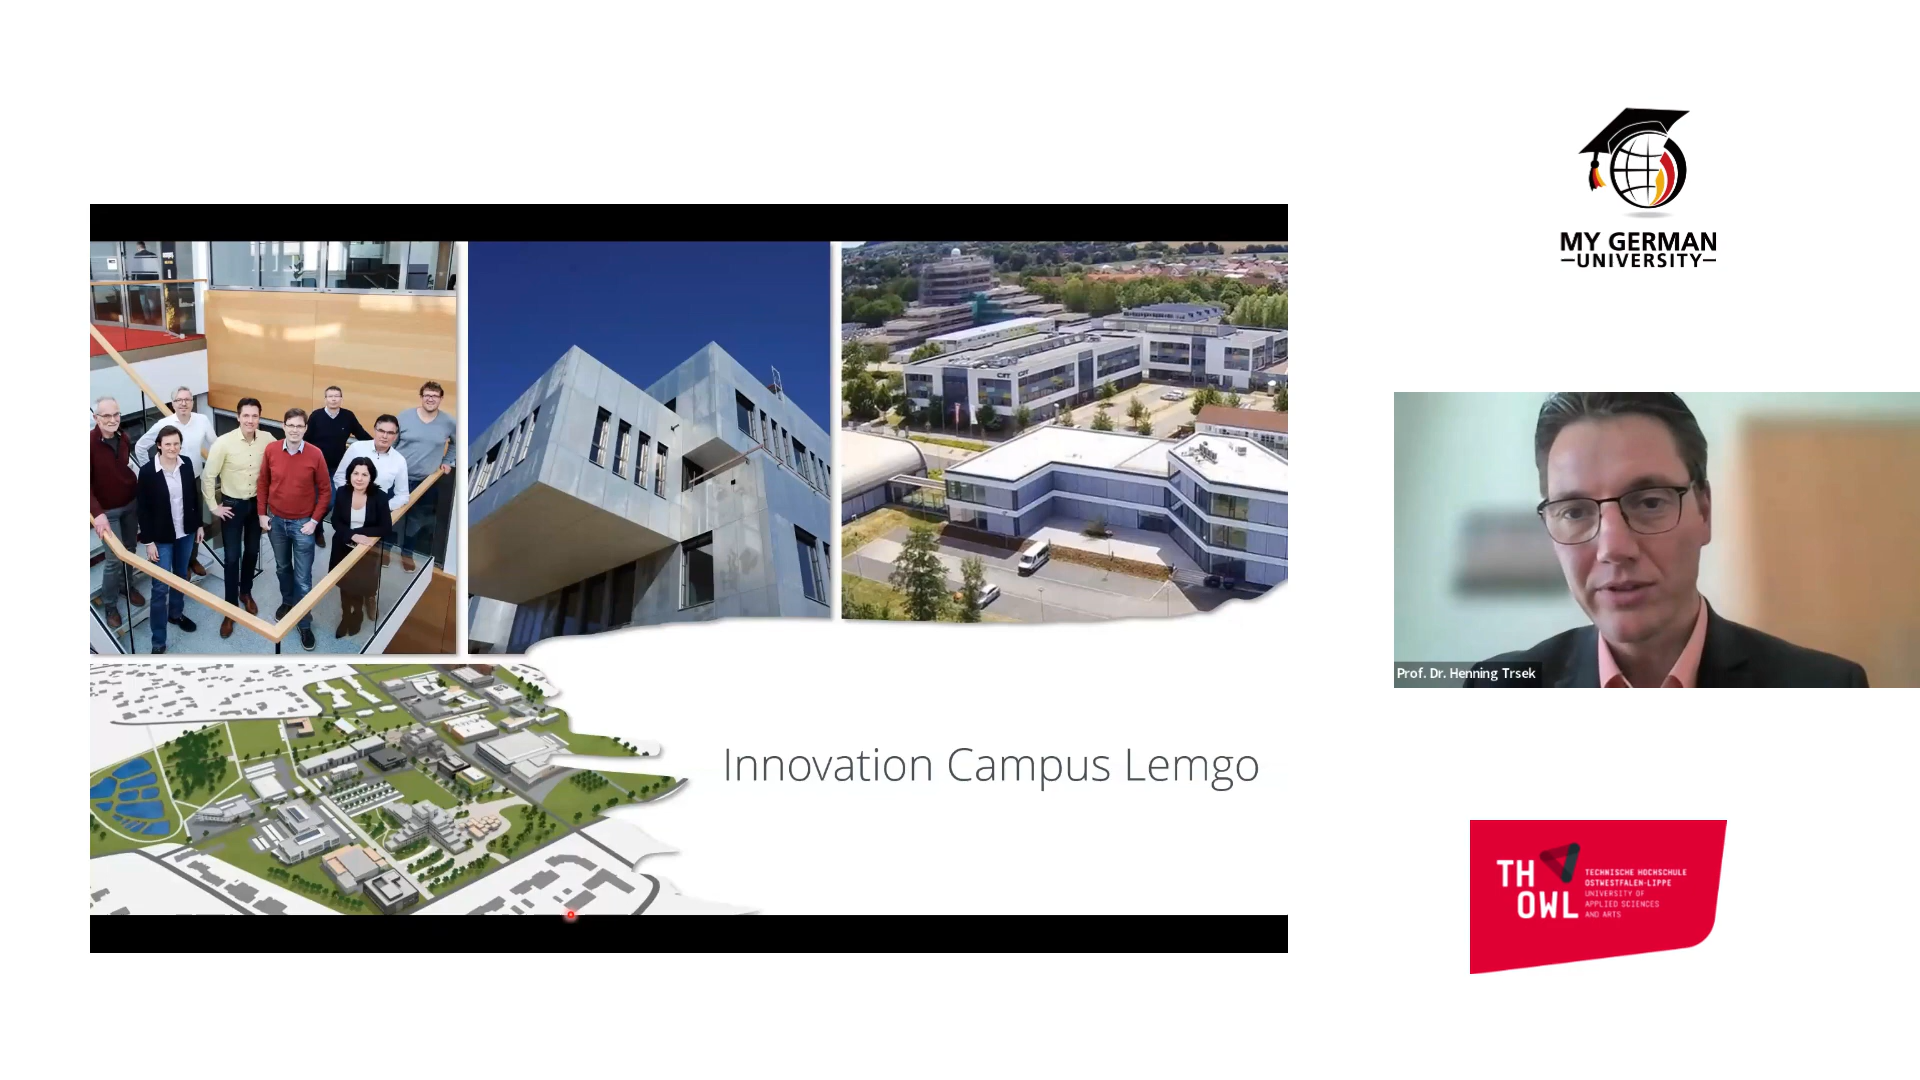 MY GERMAN
UNIVERSITY
CIIT
Prof. Dr. Henning Trsek
Innovation Campus Lemgo
TH
OWL
TECHNISCHE HOCHSCHULE
OSTWESTFALEN-LIPPE
UNIVERSITY OF
APPLIED SCIENCES
AND ARTS